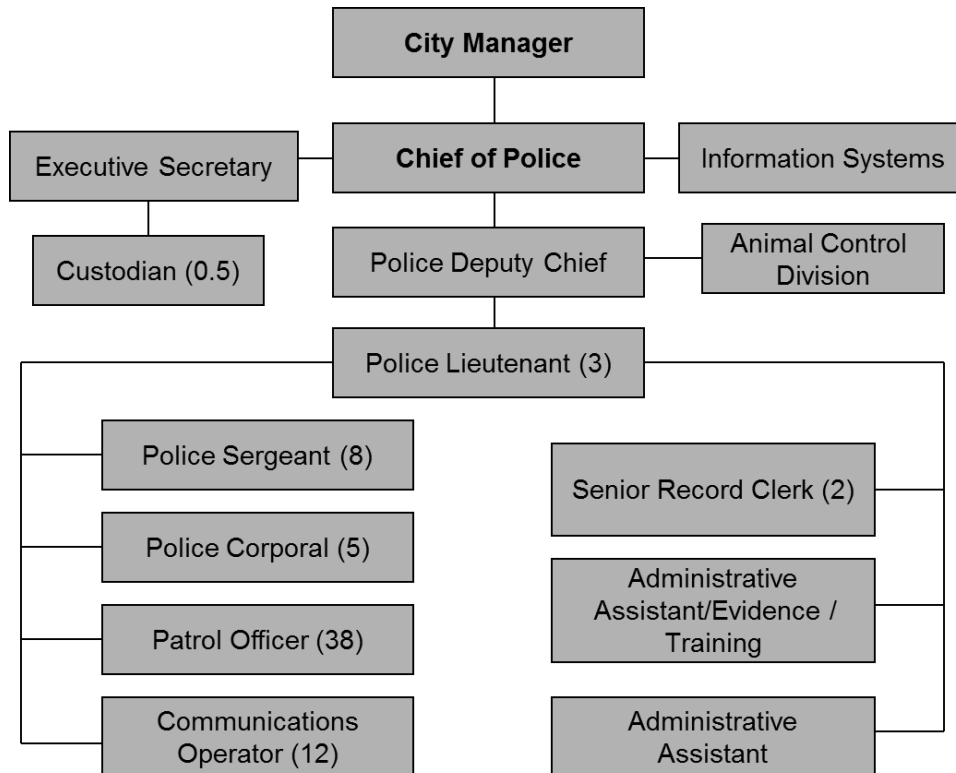 City Manager
Executive Secretary
Chief of Police
Information Systems
Custodian (0.5)
Police Deputy Chief
Animal Control
Division
Police Lieutenant (3)
Police Sergeant (8)
Police Corporal (5)
Patrol Officer (38)
Communications
Operator (12)
Senior Record Clerk (2)
Administrative
Assistant/Evidence /
Training
Administrative
Assistant